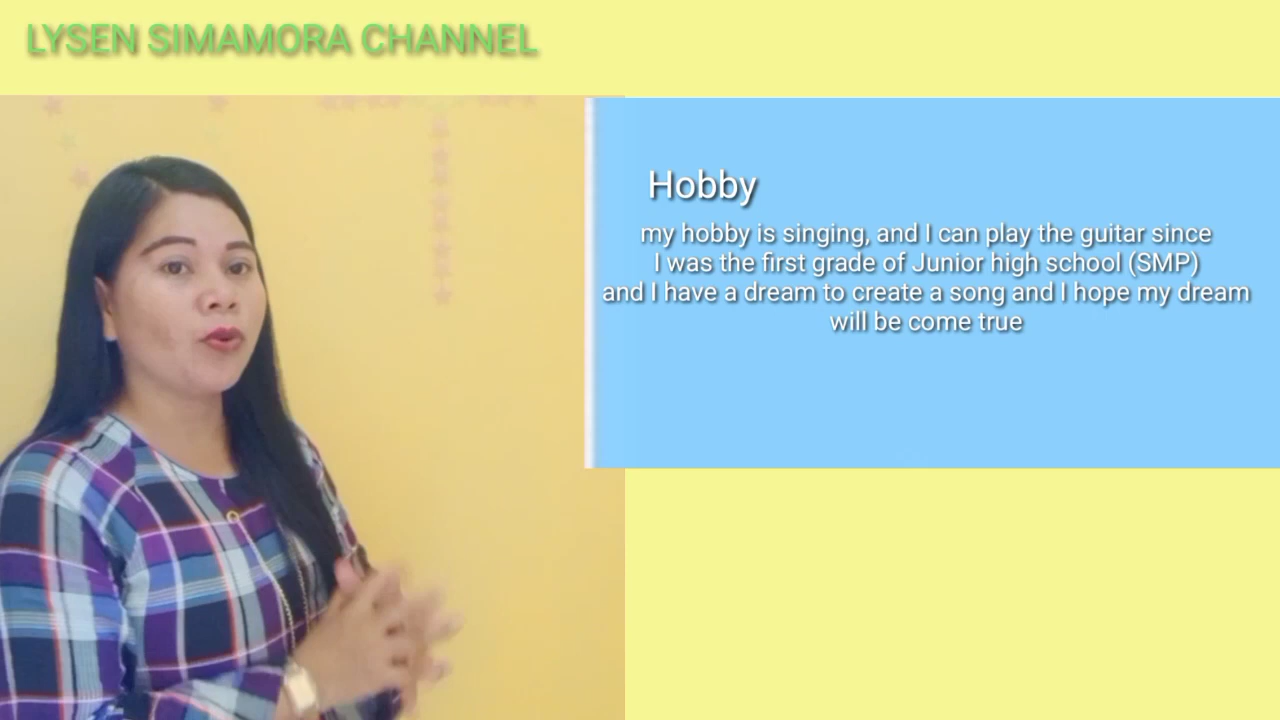 LYSEN SIMAMORA CHANNEL
Hobby
my hobby is singing, and I can play the guitar since
I was the first grade of Junior high school (SMP)
and I have a dream to create a song and I hope my dream
will be come true